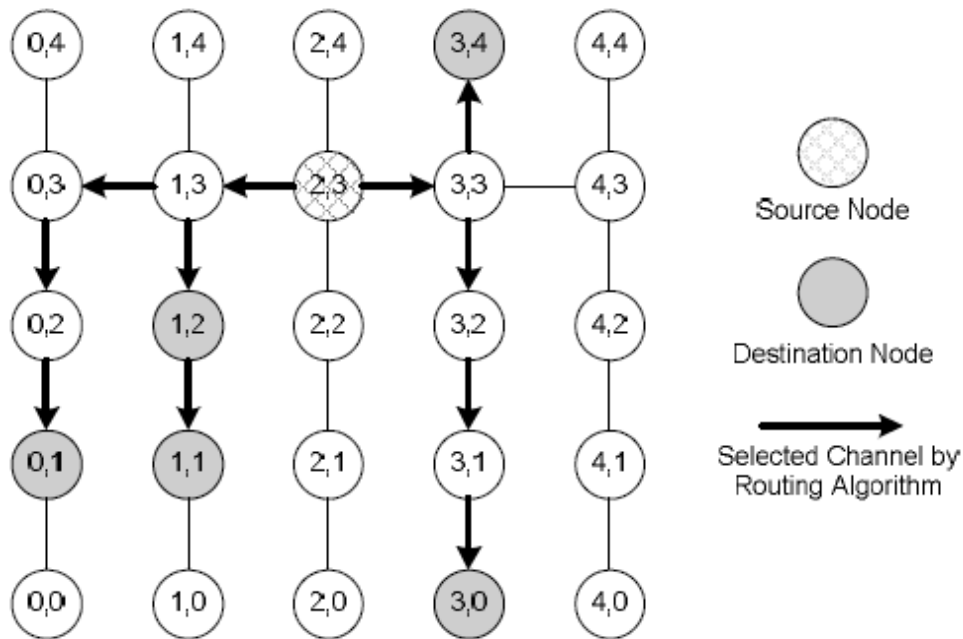 0,4 1,4 2,4 3,4 4,4
0,3 1,3 2,3 3,3 4,3
Source Node
0,2 1,2 2,2 3,2 4,2
Destination Node
0,1 1,1 2,1 3,1 4,1
Selected Channel by
Routing Algorithm
0,0 1,0 2,0 3,0 4,0